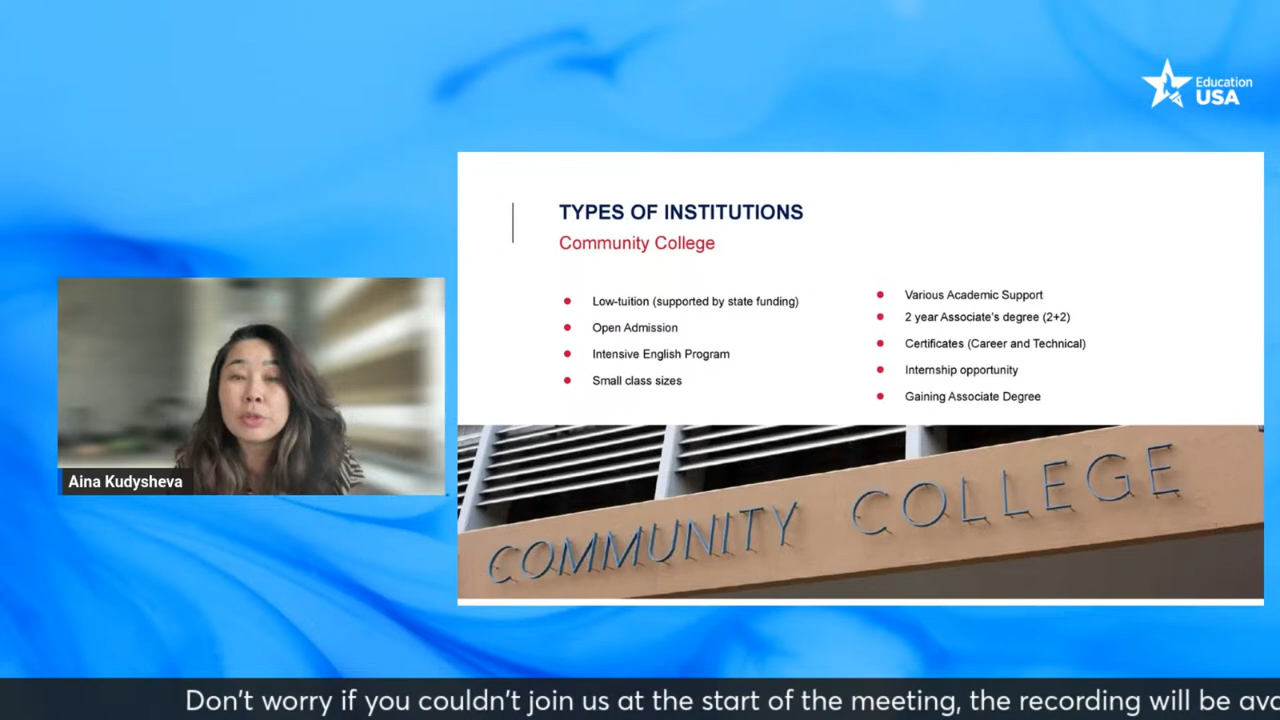 Education
USA
TYPES OF INSTITUTIONS
Community College
Low-tuition (supported by state funding)
Open Admission
Intensive English Program
Small class sizes
Various Academic Support
2 year Associate's degree (2+2)
Certificates (Career and Technical)
Internship opportunity
Gaining Associate Degree
COMMUNITY COLLEGE
Aina Kudysheva
Don't worry if you couldn't join us at the start of the meeting, the recording will be